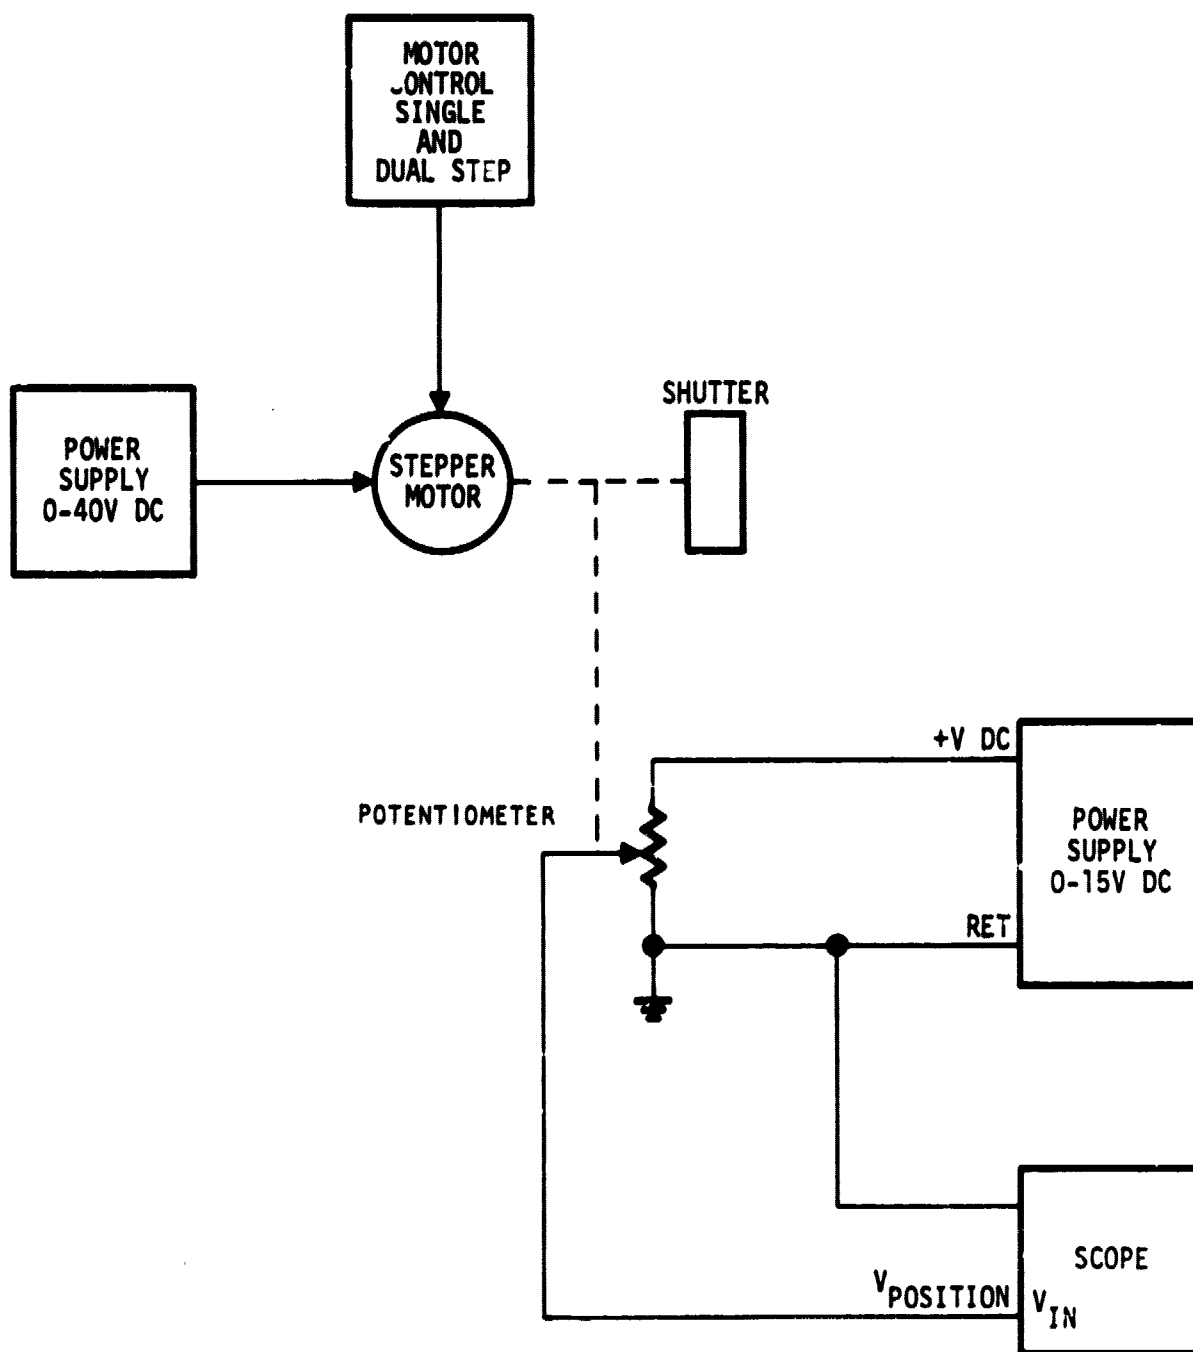 MOTOR
CONTROL
SINGLE
AND
DUAL STEP
POWER
SUPPLY
0-40V DC
STEPPER
MOTOR
SHUTTER
+V DC
POTENTIOMETER
POWER
SUPPLY
0-15V DC
RET
SCOPE
VPOSITION
VIN